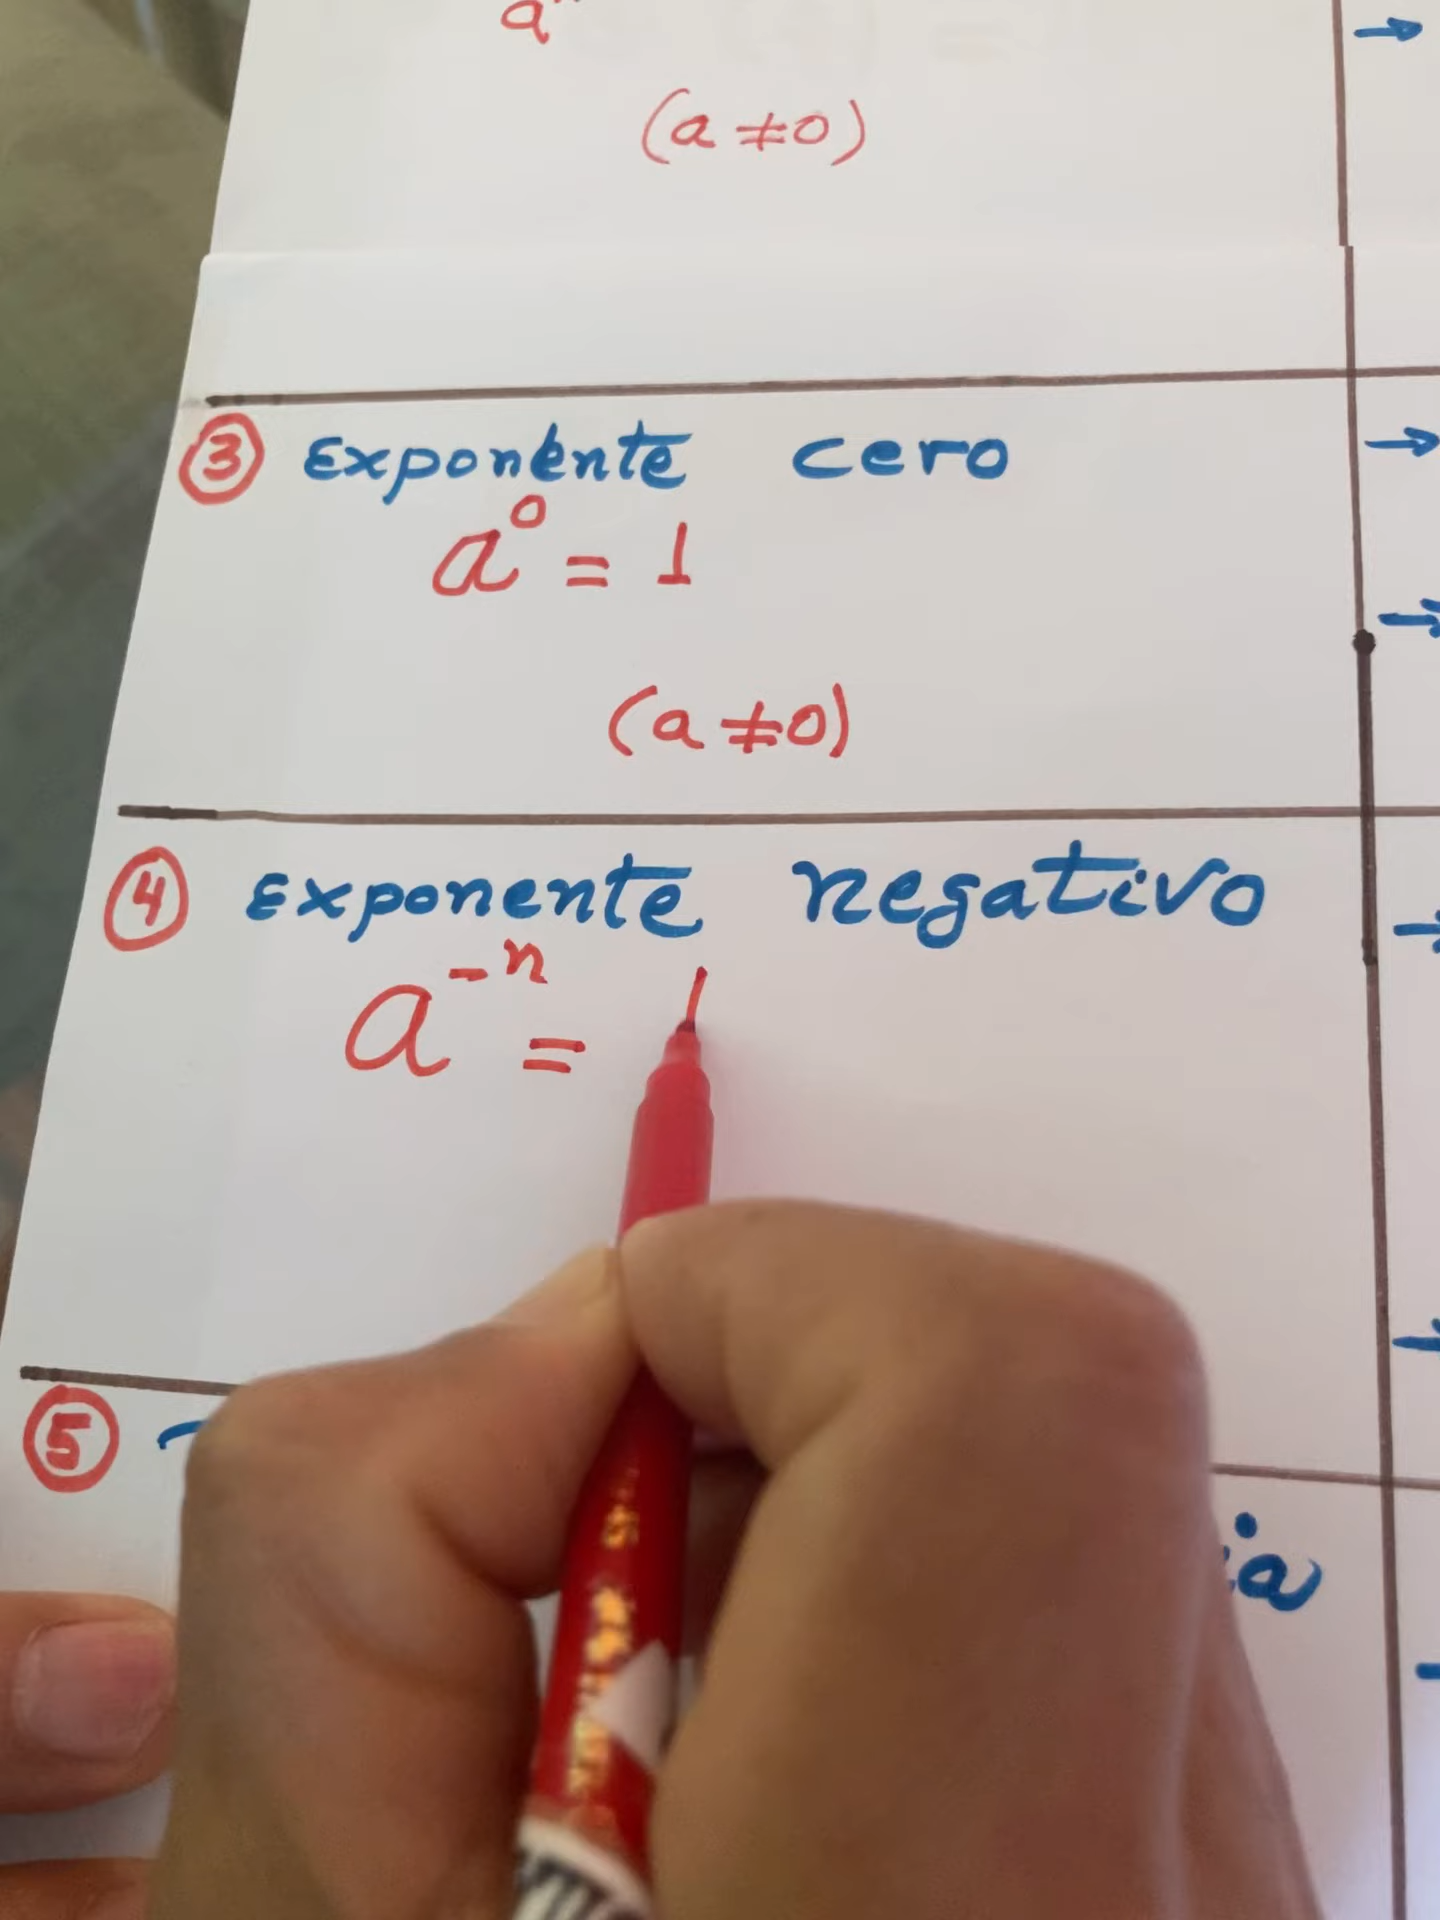 a
(a ≠ 0)
③ Exponente cero
a⁰ = 1
(a ≠ 0)
④ Exponente negativo
a⁻ⁿ = 1
⑤